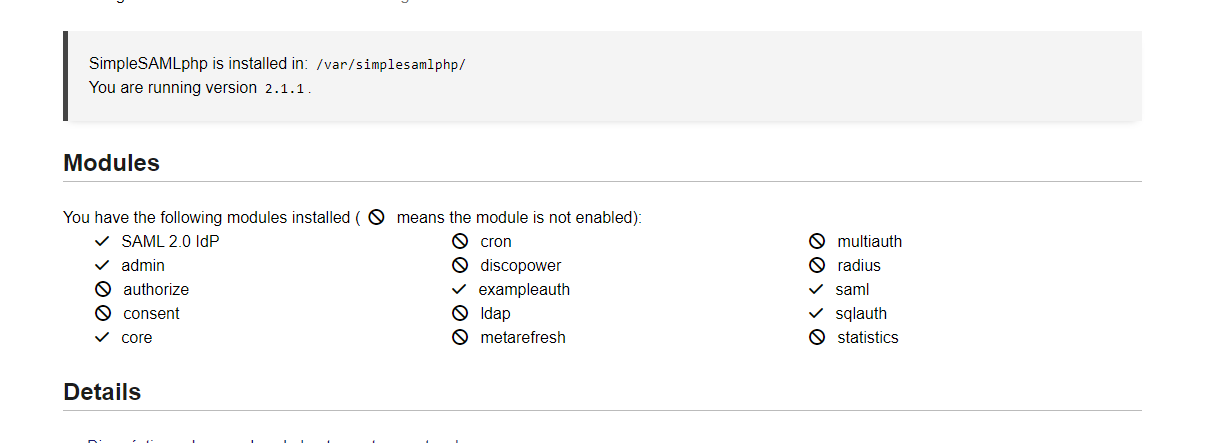 SimpleSAMLphp is installed in: /var/simplesamlphp/
You are running version 2.1.1.
Modules
You have the following modules installed ( means the module is not enabled):
SAML 2.0 IdP
admin
authorize
consent
core
cron
discopower
exampleauth
ldap
metarefresh
multiauth
radius
saml
sqlauth
statistics
Details